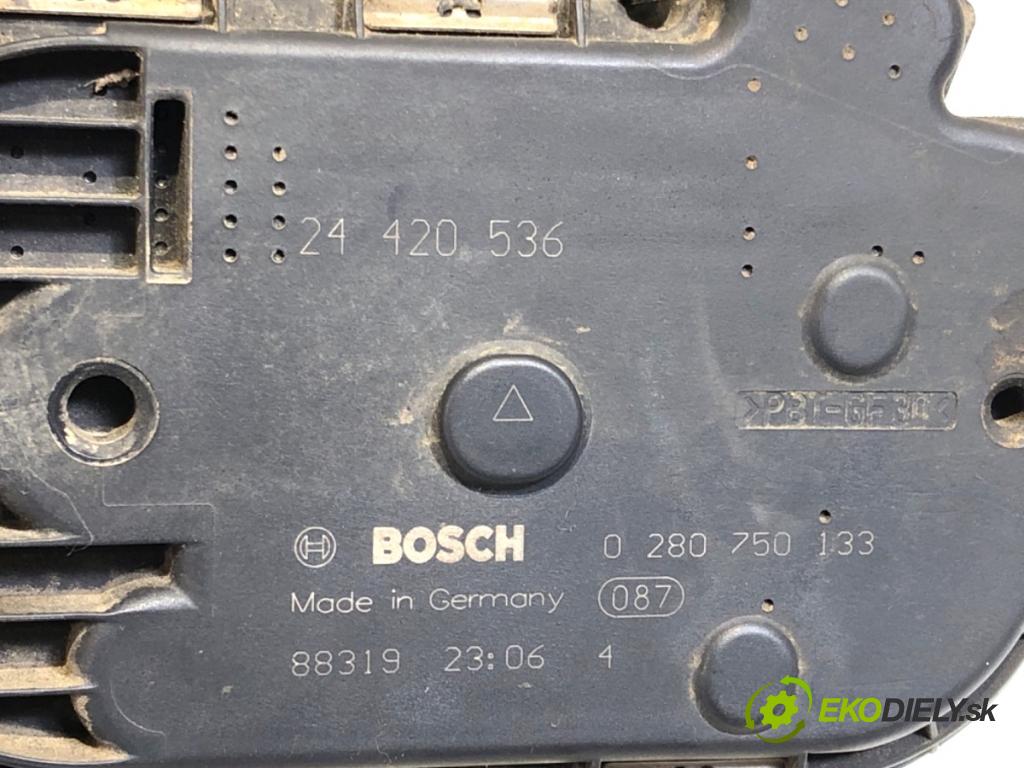 24 420 536
>PBT-GF30<
BOSCH 0 280 750 133
Made in Germany 087
88319 23:06 4
EKODIELY.sk